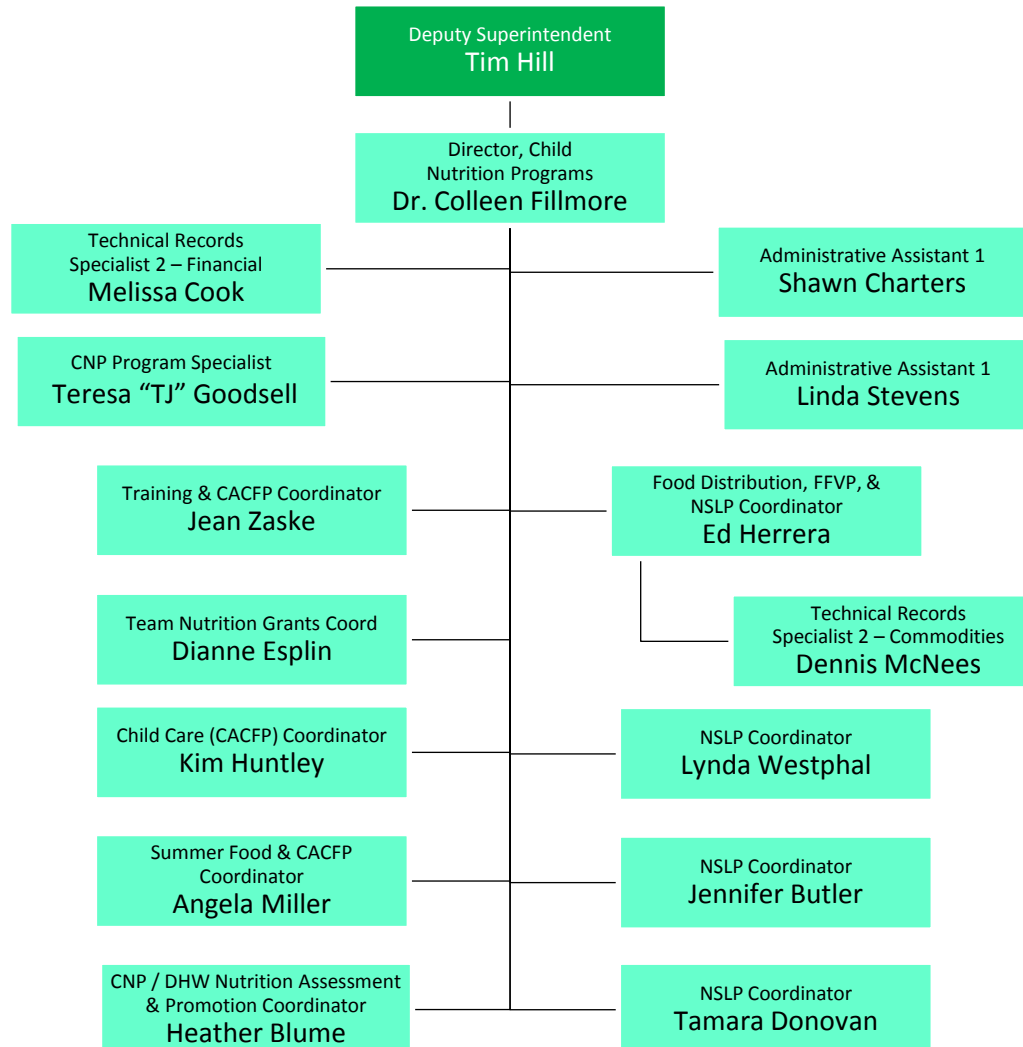 Deputy Superintendent
Tim Hill
Director, Child
Nutrition Programs
Dr. Colleen Fillmore
Technical Records
Specialist 2 – Financial
Melissa Cook
Administrative Assistant 1
Shawn Charters
CNP Program Specialist
Teresa “TJ” Goodsell
Administrative Assistant 1
Linda Stevens
Training & CACFP Coordinator
Jean Zaske
Food Distribution, FFVP, &
NSLP Coordinator
Ed Herrera
Team Nutrition Grants Coord
Dianne Esplin
Technical Records
Specialist 2 – Commodities
Dennis McNees
Child Care (CACFP) Coordinator
Kim Huntley
NSLP Coordinator
Lynda Westphal
Summer Food & CACFP
Coordinator
Angela Miller
NSLP Coordinator
Jennifer Butler
CNP / DHW Nutrition Assessment
& Promotion Coordinator
Heather Blume
NSLP Coordinator
Tamara Donovan